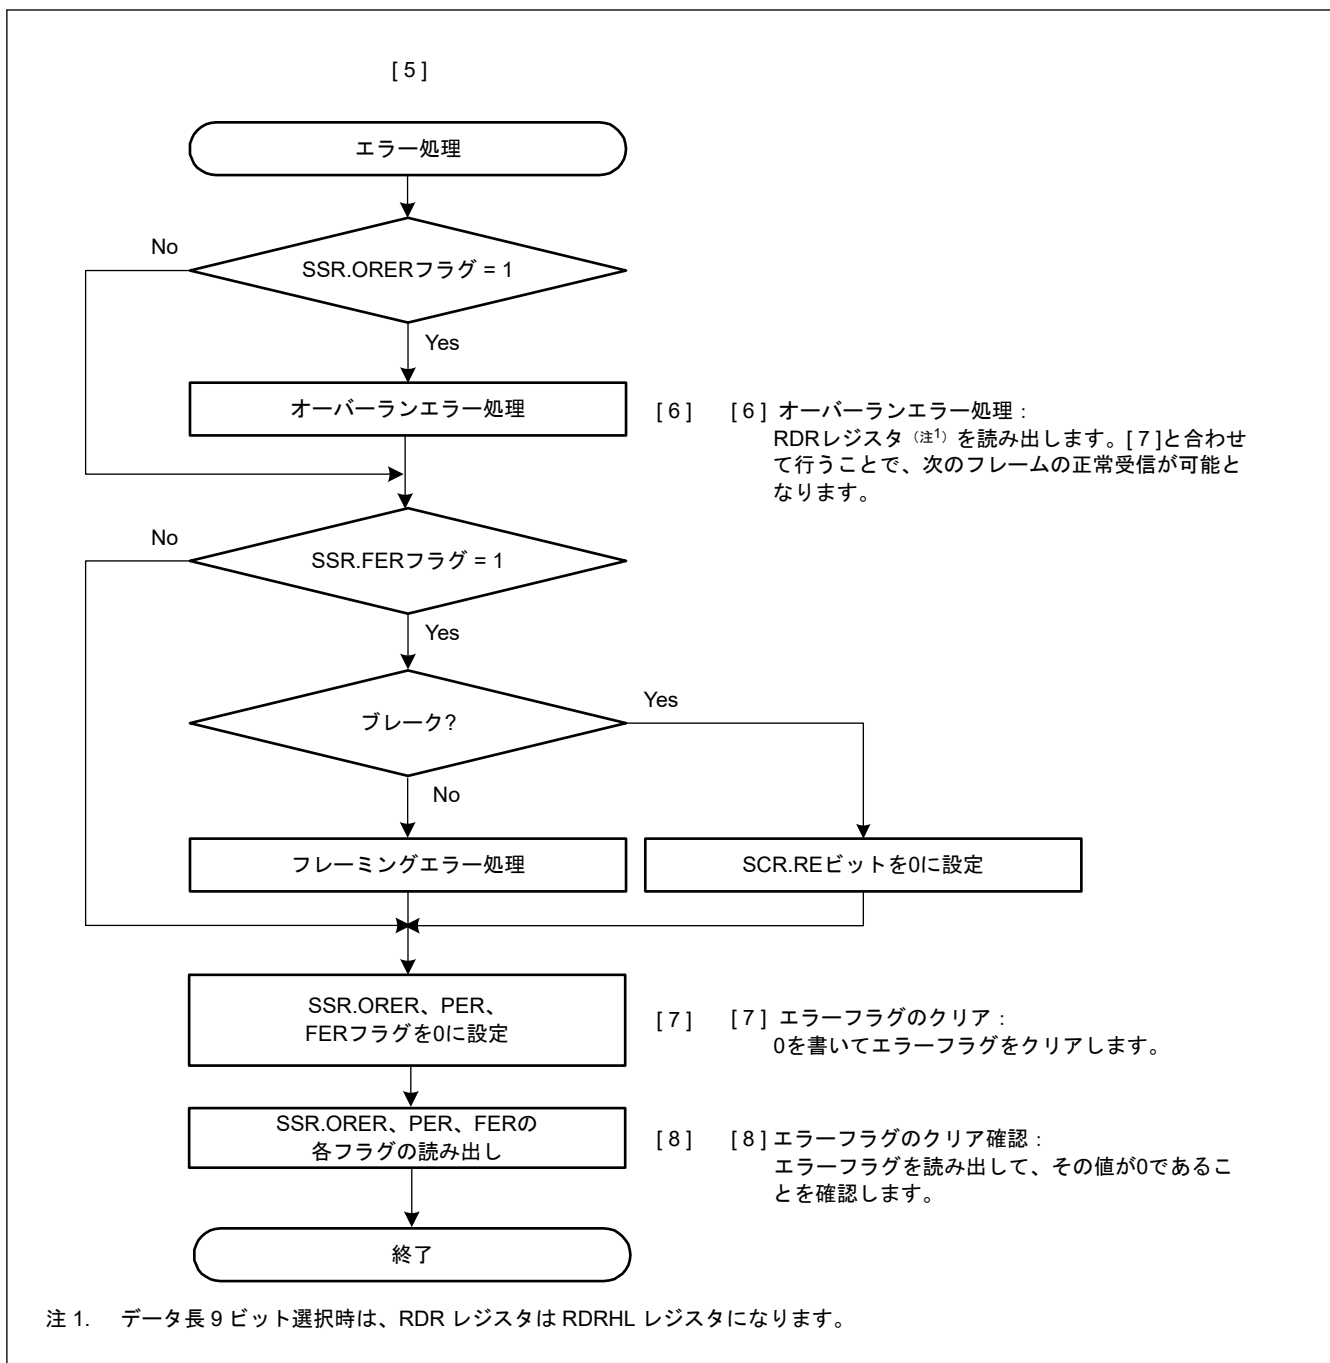 [ 5 ]
エラー処理
No
SSR.ORERフラグ = 1
Yes
オーバーランエラー処理
[ 6 ]
[ 6 ] オーバーランエラー処理：
RDRレジスタ（注1）を読み出します。[ 7 ]と合わせ
て行うことで、次のフレームの正常受信が可能と
なります。
No
SSR.FERフラグ = 1
Yes
ブレーク?
Yes
No
フレーミングエラー処理
SCR.REビットを0に設定
SSR.ORER、PER、
FERフラグを0に設定
[ 7 ]
[ 7 ] エラーフラグのクリア：
0を書いてエラーフラグをクリアします。
SSR.ORER、PER、FERの
各フラグの読み出し
[ 8 ]
[ 8 ] エラーフラグのクリア確認：
エラーフラグを読み出して、その値が0であるこ
とを確認します。
終了
注 1. データ長 9 ビット選択時は、RDR レジスタは RDRHL レジスタになります。